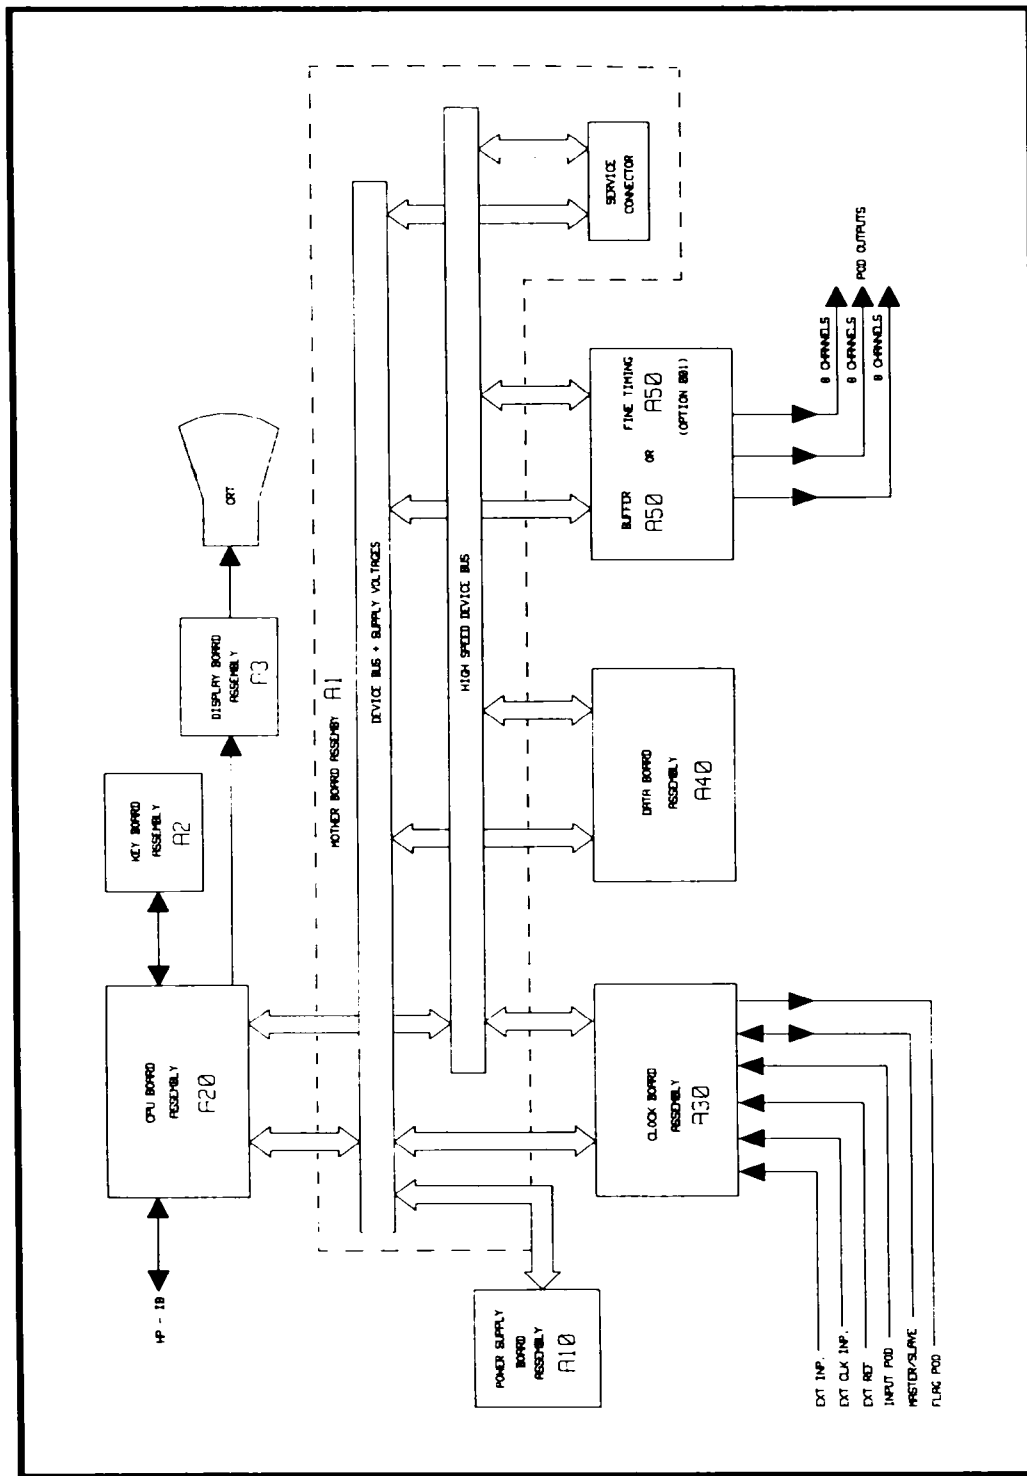 HP - IB
CPU BOARD
ASSEMBLY
A20
KEY BOARD
ASSEMBLY
A2
DISPLAY BOARD
ASSEMBLY
A3
CRT
MOTHER BOARD ASSEMBY A1
DEVICE BUS + SUPPLY VOLTAGES
HIGH SPEED DEVICE BUS
POWER SUPPLY
BOARD
ASSEMBLY
A10
CLOCK BOARD
ASSEMBLY
A30
DATA BOARD
ASSEMBLY
A40
BUFFER OR FINE TIMING
A50 A50
(OPTION 001)
SERVICE
CONNECTOR
EXT INP.
EXT CLK INP.
EXT REF
INPUT POD
MASTER/SLAVE
FLAG POD
8 CHANNELS
8 CHANNELS
8 CHANNELS
POD OUTPUTS